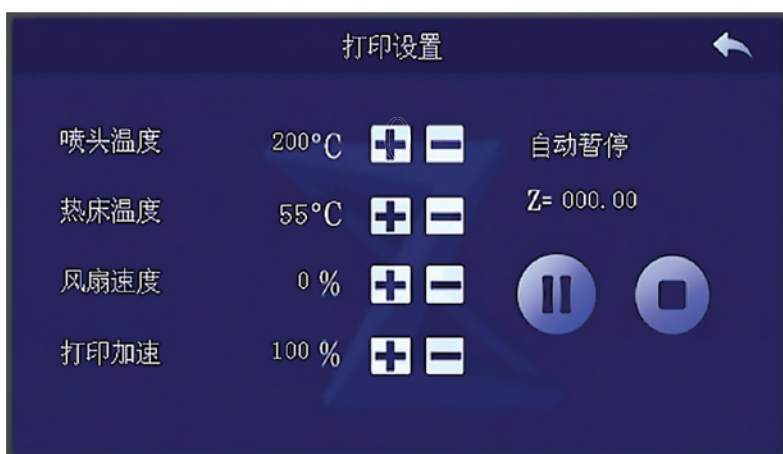 打印设置
喷头温度 200°C
自动暂停
热床温度 55°C
Z= 000.00
风扇速度 0 %
打印加速 100 %